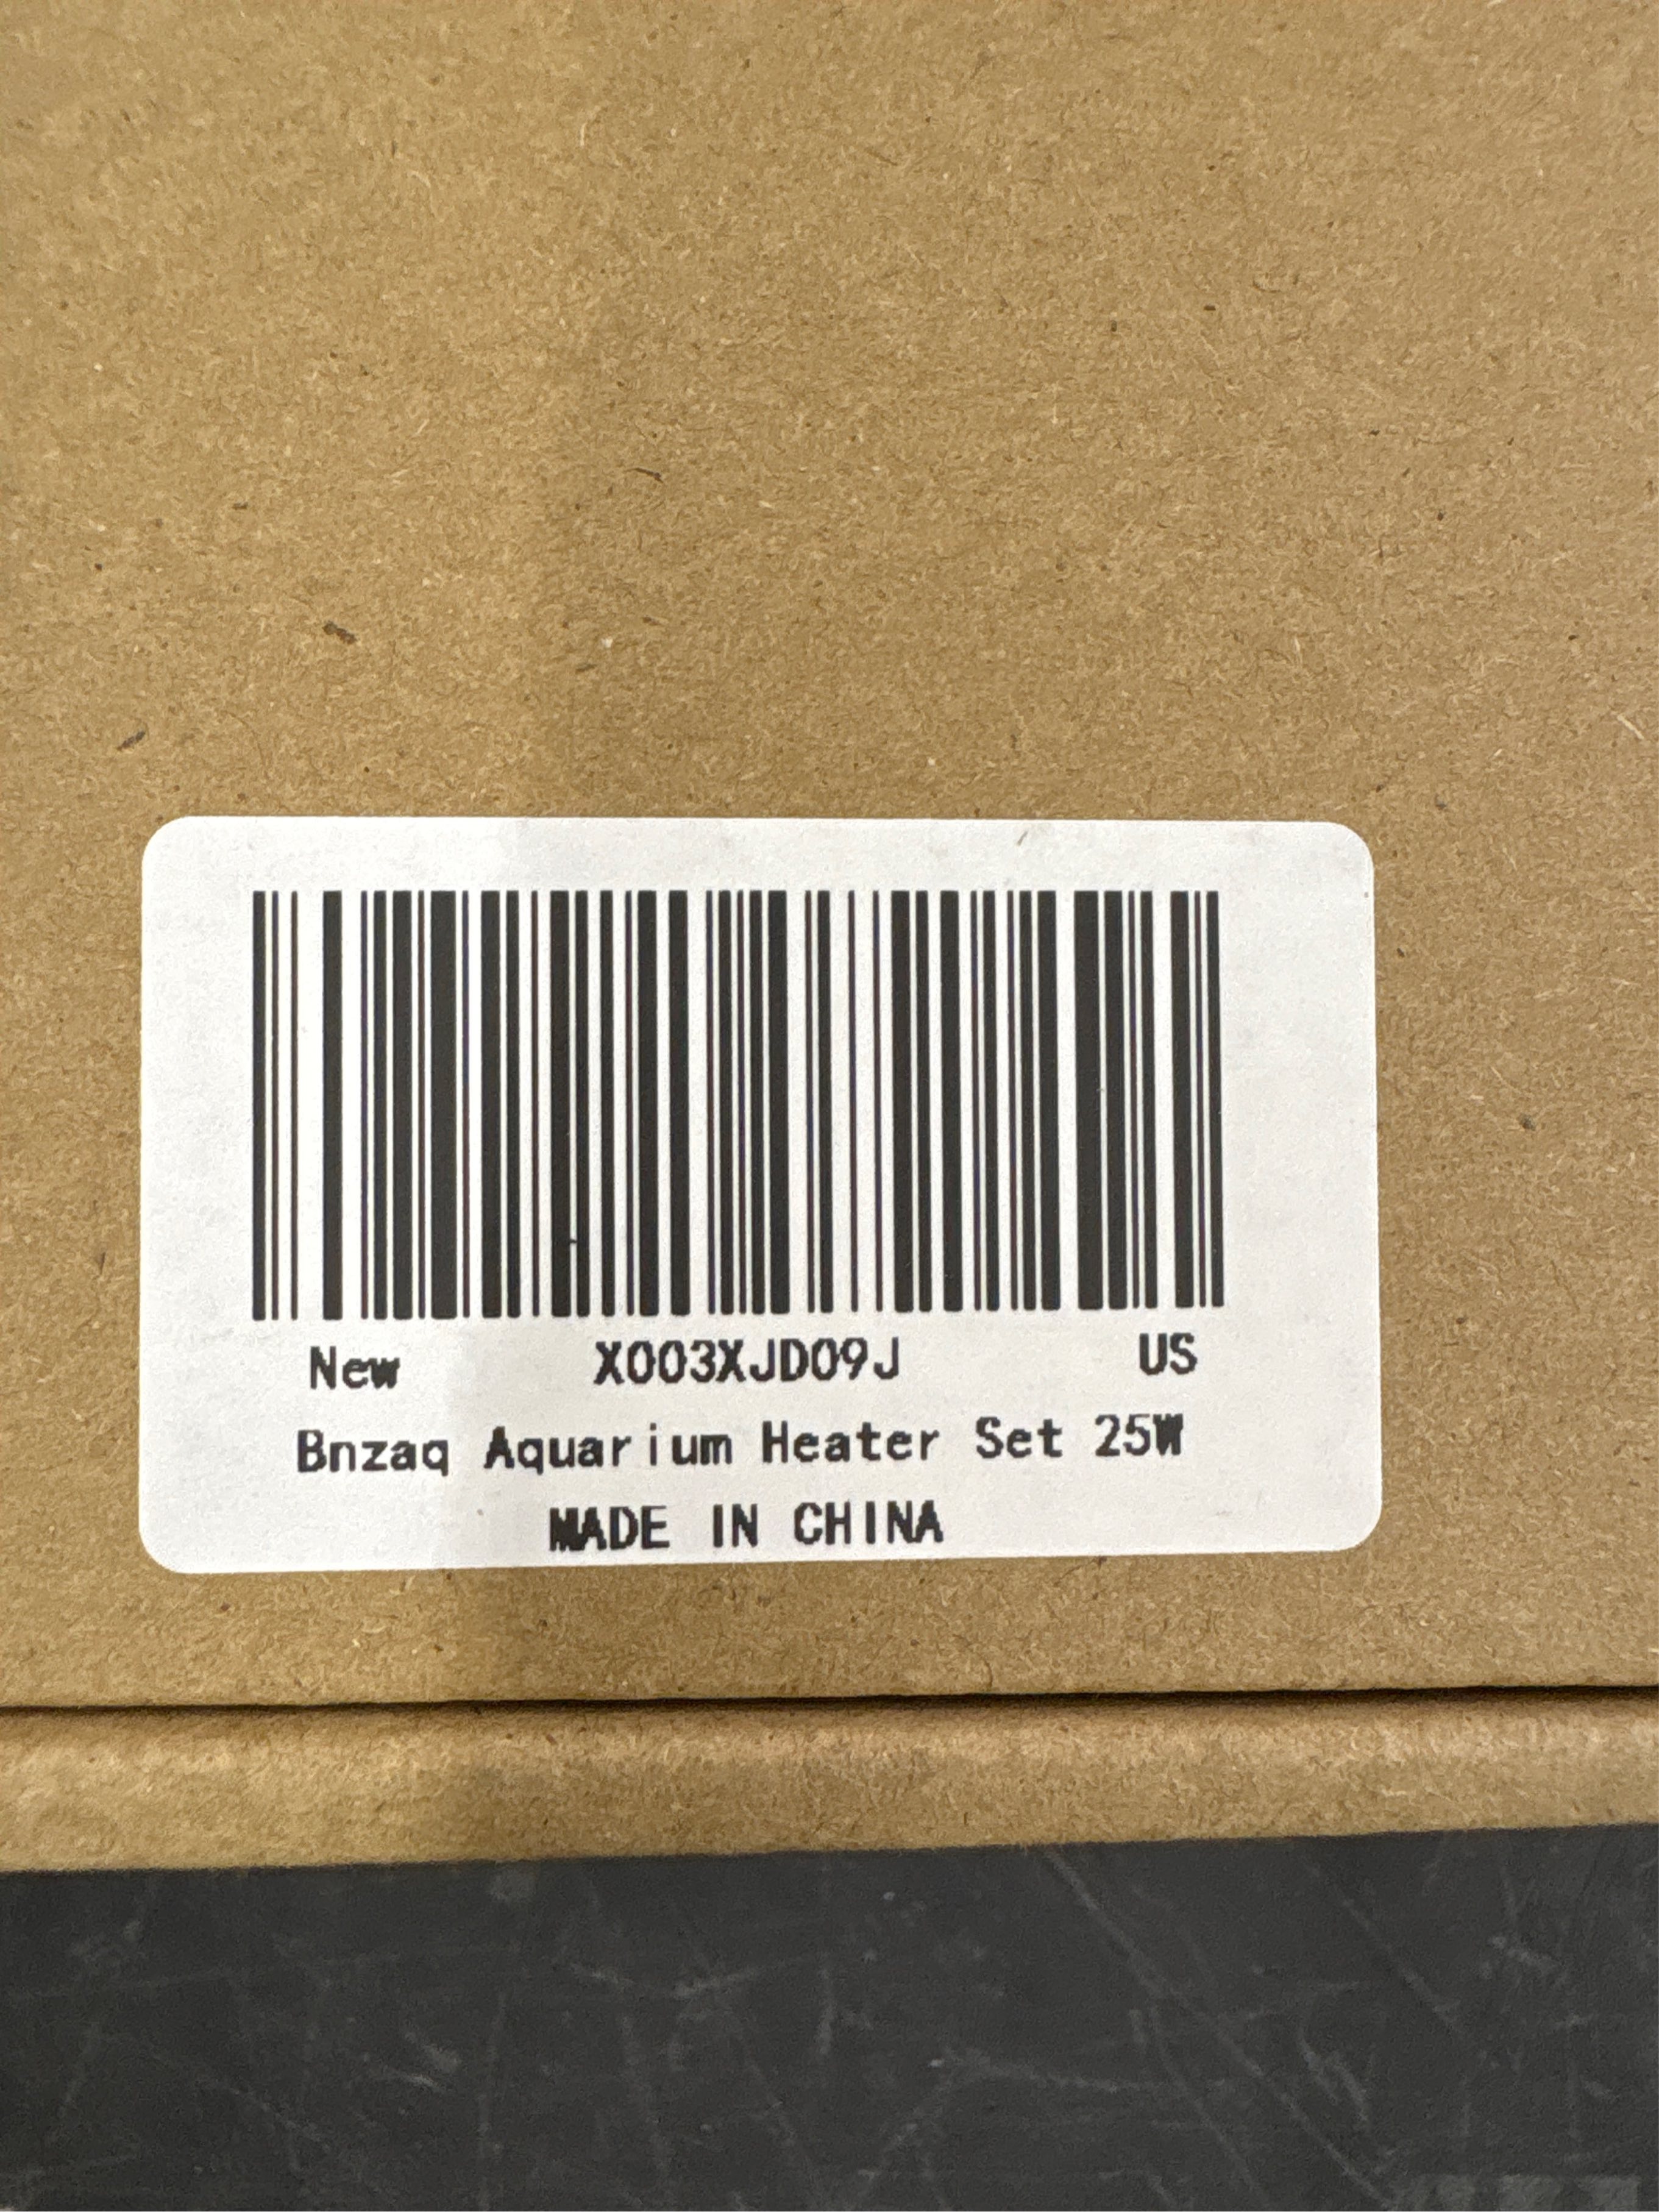 New X003XJD09J US
Bnzaq Aquarium Heater Set 25W
MADE IN CHINA